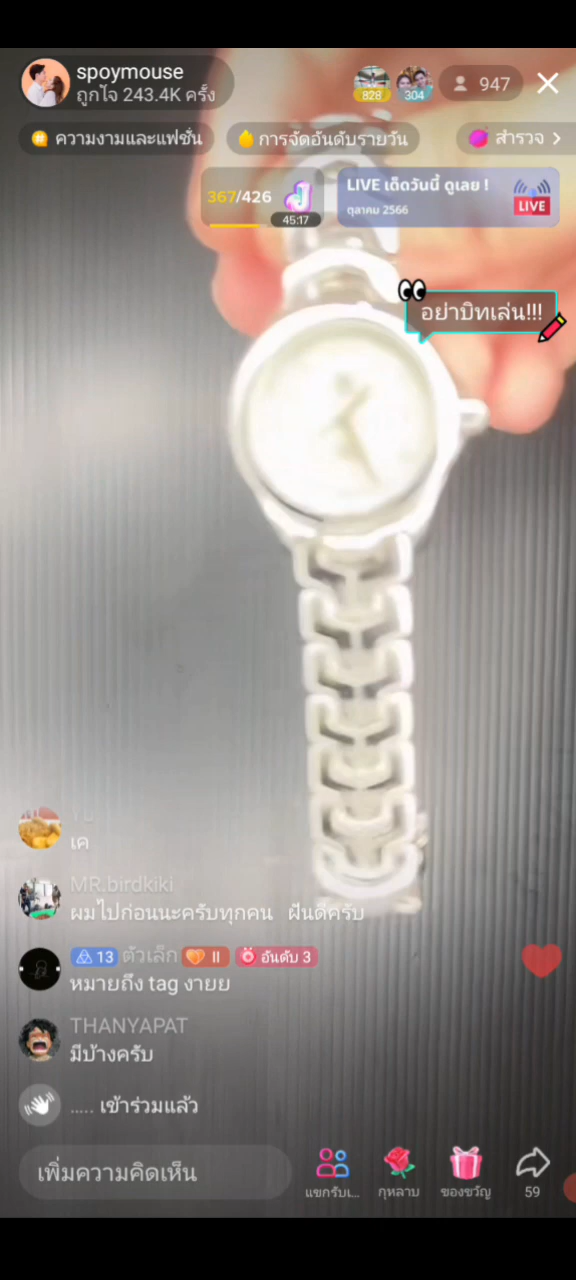 spoymouse
ถูกใจ 243.4K ครั้ง
828
304
947
ความงามและแฟชั่น
การจัดอันดับรายวัน
สำรวจ >
367/426
45:17
LIVE เด็ดวันนี้ ดูเลย !
ตุลาคม 2566
LIVE
อย่าบิทเล่น!!!
เค
MR.birdkiki
ผมไปก่อนนะครับทุกคน ฝันดีครับ
13 ตัวเล็ก II อันดับ 3
หมายถึง tag งายย
THANYAPAT
มีบ้างครับ
..... เข้าร่วมแล้ว
เพิ่มความคิดเห็น
แขกรับเ...
กุหลาบ
ของขวัญ
59